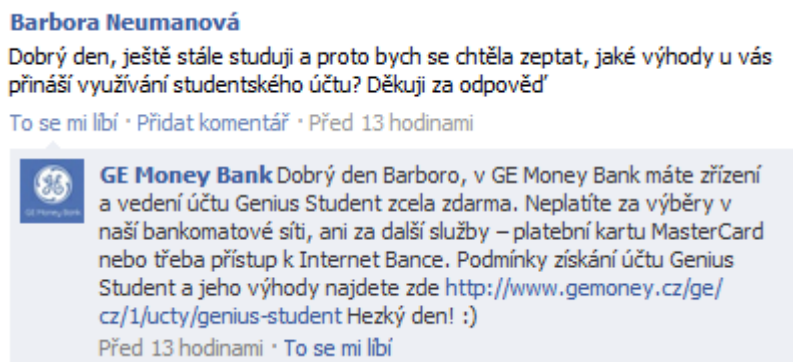 Barbora Neumanová
Dobrý den, ještě stále studuji a proto bych se chtěla zeptat, jaké výhody u vás
přináší využívání studentského účtu? Děkuji za odpověď
To se mi líbí · Přidat komentář · Před 13 hodinami
GE Money Bank Dobrý den Barboro, v GE Money Bank máte zřízení
a vedení účtu Genius Student zcela zdarma. Neplatíte za výběry v
naší bankomatové síti, ani za další služby – platební kartu MasterCard
nebo třeba přístup k Internet Bance. Podmínky získání účtu Genius
Student a jeho výhody najdete zde http://www.gemoney.cz/ge/
cz/1/ucty/genius-student Hezký den! :)
Před 13 hodinami · To se mi líbí
GE Money Bank